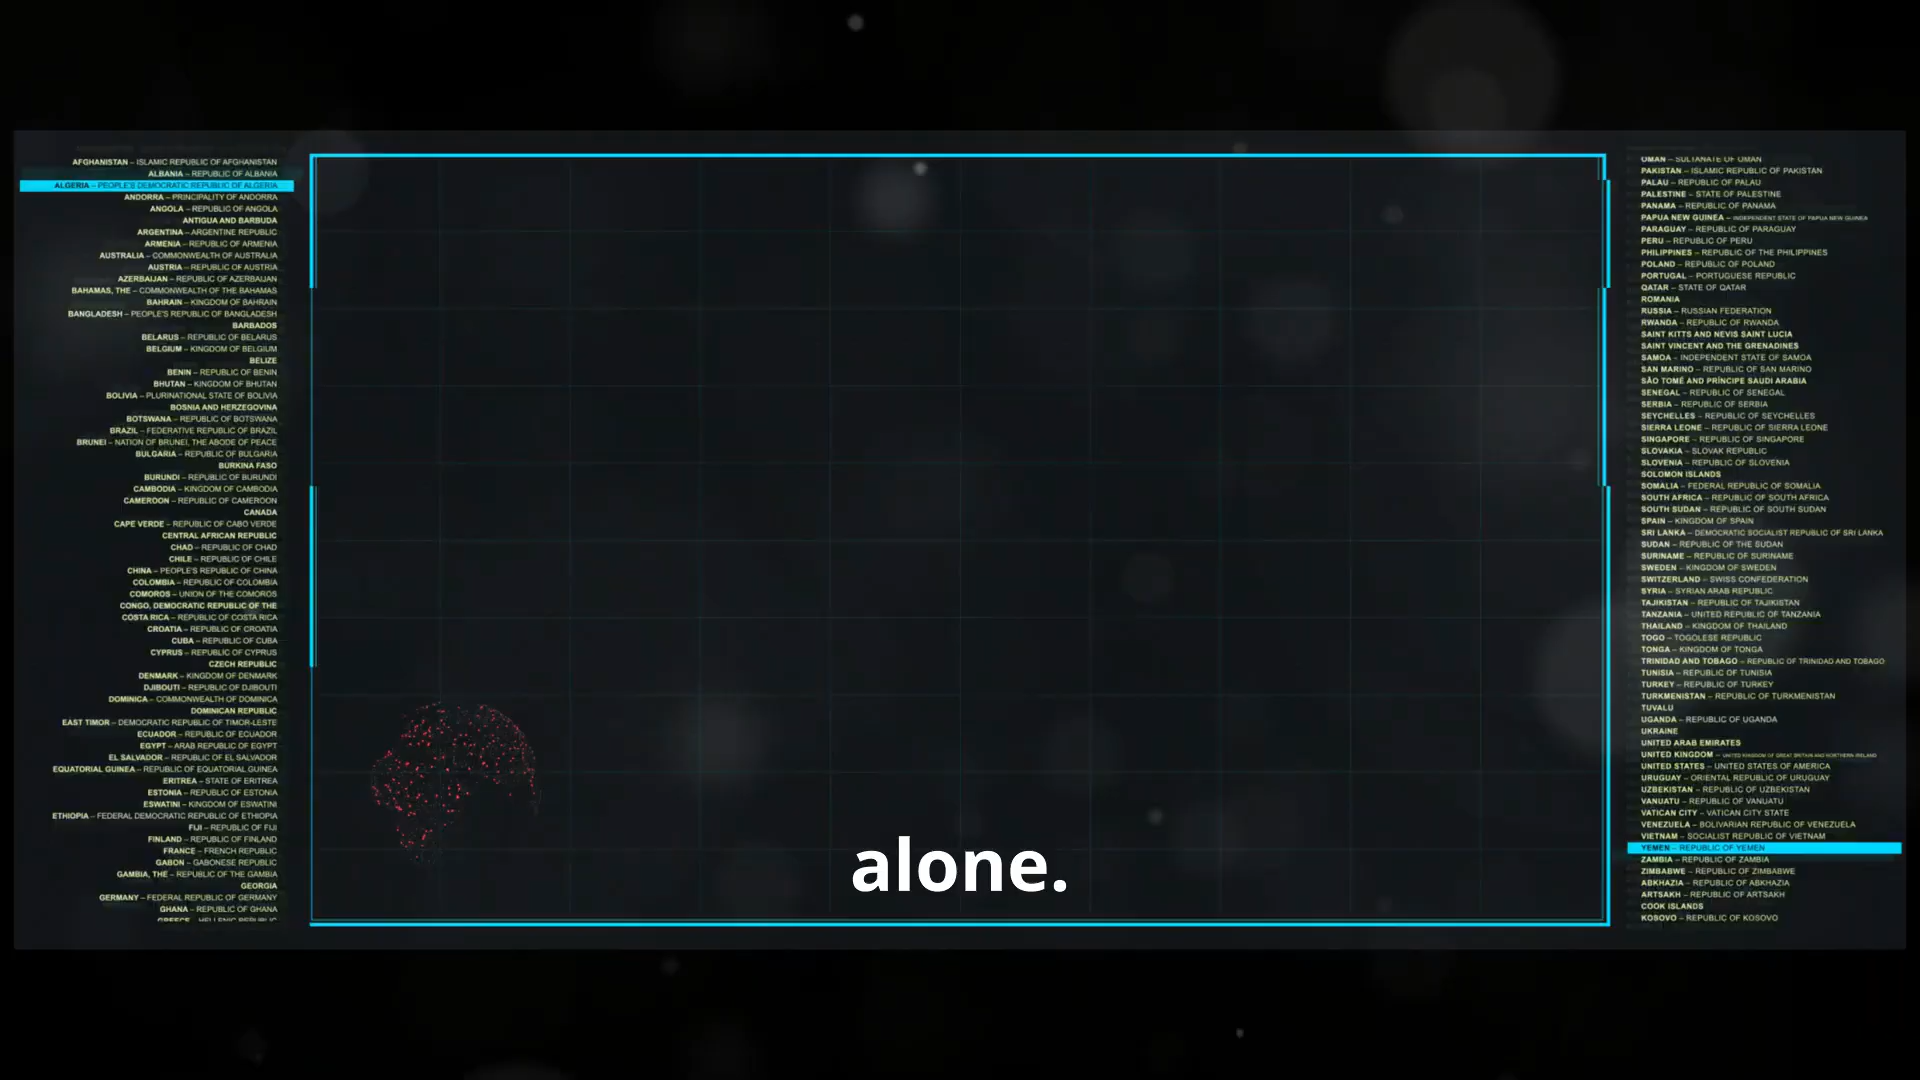 AFGHANISTAN – ISLAMIC REPUBLIC OF AFGHANISTAN
ALBANIA – REPUBLIC OF ALBANIA
ALGERIA – PEOPLE'S DEMOCRATIC REPUBLIC OF ALGERIA
ANDORRA – PRINCIPALITY OF ANDORRA
ANGOLA – REPUBLIC OF ANGOLA
ANTIGUA AND BARBUDA
ARGENTINA – ARGENTINE REPUBLIC
ARMENIA – REPUBLIC OF ARMENIA
AUSTRALIA – COMMONWEALTH OF AUSTRALIA
AUSTRIA – REPUBLIC OF AUSTRIA
AZERBAIJAN – REPUBLIC OF AZERBAIJAN
BAHAMAS, THE – COMMONWEALTH OF THE BAHAMAS
BAHRAIN – KINGDOM OF BAHRAIN
BANGLADESH – PEOPLE'S REPUBLIC OF BANGLADESH
BARBADOS
BELARUS – REPUBLIC OF BELARUS
BELGIUM – KINGDOM OF BELGIUM
BELIZE
BENIN – REPUBLIC OF BENIN
BHUTAN – KINGDOM OF BHUTAN
BOLIVIA – PLURINATIONAL STATE OF BOLIVIA
BOSNIA AND HERZEGOVINA
BOTSWANA – REPUBLIC OF BOTSWANA
BRAZIL – FEDERATIVE REPUBLIC OF BRAZIL
BRUNEI – NATION OF BRUNEI, THE ABODE OF PEACE
BULGARIA – REPUBLIC OF BULGARIA
BURKINA FASO
BURUNDI – REPUBLIC OF BURUNDI
CAMBODIA – KINGDOM OF CAMBODIA
CAMEROON – REPUBLIC OF CAMEROON
CANADA
CAPE VERDE – REPUBLIC OF CABO VERDE
CENTRAL AFRICAN REPUBLIC
CHAD – REPUBLIC OF CHAD
CHILE – REPUBLIC OF CHILE
CHINA – PEOPLE'S REPUBLIC OF CHINA
COLOMBIA – REPUBLIC OF COLOMBIA
COMOROS – UNION OF THE COMOROS
CONGO, DEMOCRATIC REPUBLIC OF THE
COSTA RICA – REPUBLIC OF COSTA RICA
CROATIA – REPUBLIC OF CROATIA
CUBA – REPUBLIC OF CUBA
CYPRUS – REPUBLIC OF CYPRUS
CZECH REPUBLIC
DENMARK – KINGDOM OF DENMARK
DJIBOUTI – REPUBLIC OF DJIBOUTI
DOMINICA – COMMONWEALTH OF DOMINICA
DOMINICAN REPUBLIC
EAST TIMOR – DEMOCRATIC REPUBLIC OF TIMOR-LESTE
ECUADOR – REPUBLIC OF ECUADOR
EGYPT – ARAB REPUBLIC OF EGYPT
EL SALVADOR – REPUBLIC OF EL SALVADOR
EQUATORIAL GUINEA – REPUBLIC OF EQUATORIAL GUINEA
ERITREA – STATE OF ERITREA
ESTONIA – REPUBLIC OF ESTONIA
ESWATINI – KINGDOM OF ESWATINI
ETHIOPIA – FEDERAL DEMOCRATIC REPUBLIC OF ETHIOPIA
FIJI – REPUBLIC OF FIJI
FINLAND – REPUBLIC OF FINLAND
FRANCE – FRENCH REPUBLIC
GABON – GABONESE REPUBLIC
GAMBIA, THE – REPUBLIC OF THE GAMBIA
GEORGIA
GERMANY – FEDERAL REPUBLIC OF GERMANY
GHANA – REPUBLIC OF GHANA
GREECE – HELLENIC REPUBLIC
alone.
OMAN – SULTANATE OF OMAN
PAKISTAN – ISLAMIC REPUBLIC OF PAKISTAN
PALAU – REPUBLIC OF PALAU
PALESTINE – STATE OF PALESTINE
PANAMA – REPUBLIC OF PANAMA
PAPUA NEW GUINEA – INDEPENDENT STATE OF PAPUA NEW GUINEA
PARAGUAY – REPUBLIC OF PARAGUAY
PERU – REPUBLIC OF PERU
PHILIPPINES – REPUBLIC OF THE PHILIPPINES
POLAND – REPUBLIC OF POLAND
PORTUGAL – PORTUGUESE REPUBLIC
QATAR – STATE OF QATAR
ROMANIA
RUSSIA – RUSSIAN FEDERATION
RWANDA – REPUBLIC OF RWANDA
SAINT KITTS AND NEVIS SAINT LUCIA
SAINT VINCENT AND THE GRENADINES
SAMOA – INDEPENDENT STATE OF SAMOA
SAN MARINO – REPUBLIC OF SAN MARINO
SÃO TOMÉ AND PRÍNCIPE SAUDI ARABIA
SENEGAL – REPUBLIC OF SENEGAL
SERBIA – REPUBLIC OF SERBIA
SEYCHELLES – REPUBLIC OF SEYCHELLES
SIERRA LEONE – REPUBLIC OF SIERRA LEONE
SINGAPORE – REPUBLIC OF SINGAPORE
SLOVAKIA – SLOVAK REPUBLIC
SLOVENIA – REPUBLIC OF SLOVENIA
SOLOMON ISLANDS
SOMALIA – FEDERAL REPUBLIC OF SOMALIA
SOUTH AFRICA – REPUBLIC OF SOUTH AFRICA
SOUTH SUDAN – REPUBLIC OF SOUTH SUDAN
SPAIN – KINGDOM OF SPAIN
SRI LANKA – DEMOCRATIC SOCIALIST REPUBLIC OF SRI LANKA
SUDAN – REPUBLIC OF THE SUDAN
SURINAME – REPUBLIC OF SURINAME
SWEDEN – KINGDOM OF SWEDEN
SWITZERLAND – SWISS CONFEDERATION
SYRIA – SYRIAN ARAB REPUBLIC
TAJIKISTAN – REPUBLIC OF TAJIKISTAN
TANZANIA – UNITED REPUBLIC OF TANZANIA
THAILAND – KINGDOM OF THAILAND
TOGO – TOGOLESE REPUBLIC
TONGA – KINGDOM OF TONGA
TRINIDAD AND TOBAGO – REPUBLIC OF TRINIDAD AND TOBAGO
TUNISIA – REPUBLIC OF TUNISIA
TURKEY – REPUBLIC OF TURKEY
TURKMENISTAN – REPUBLIC OF TURKMENISTAN
TUVALU
UGANDA – REPUBLIC OF UGANDA
UKRAINE
UNITED ARAB EMIRATES
UNITED KINGDOM – UNITED KINGDOM OF GREAT BRITAIN AND NORTHERN IRELAND
UNITED STATES – UNITED STATES OF AMERICA
URUGUAY – ORIENTAL REPUBLIC OF URUGUAY
UZBEKISTAN – REPUBLIC OF UZBEKISTAN
VANUATU – REPUBLIC OF VANUATU
VATICAN CITY – VATICAN CITY STATE
VENEZUELA – BOLIVARIAN REPUBLIC OF VENEZUELA
VIETNAM – SOCIALIST REPUBLIC OF VIETNAM
YEMEN – REPUBLIC OF YEMEN
ZAMBIA – REPUBLIC OF ZAMBIA
ZIMBABWE – REPUBLIC OF ZIMBABWE
ABKHAZIA – REPUBLIC OF ABKHAZIA
ARTSAKH – REPUBLIC OF ARTSAKH
COOK ISLANDS
KOSOVO – REPUBLIC OF KOSOVO